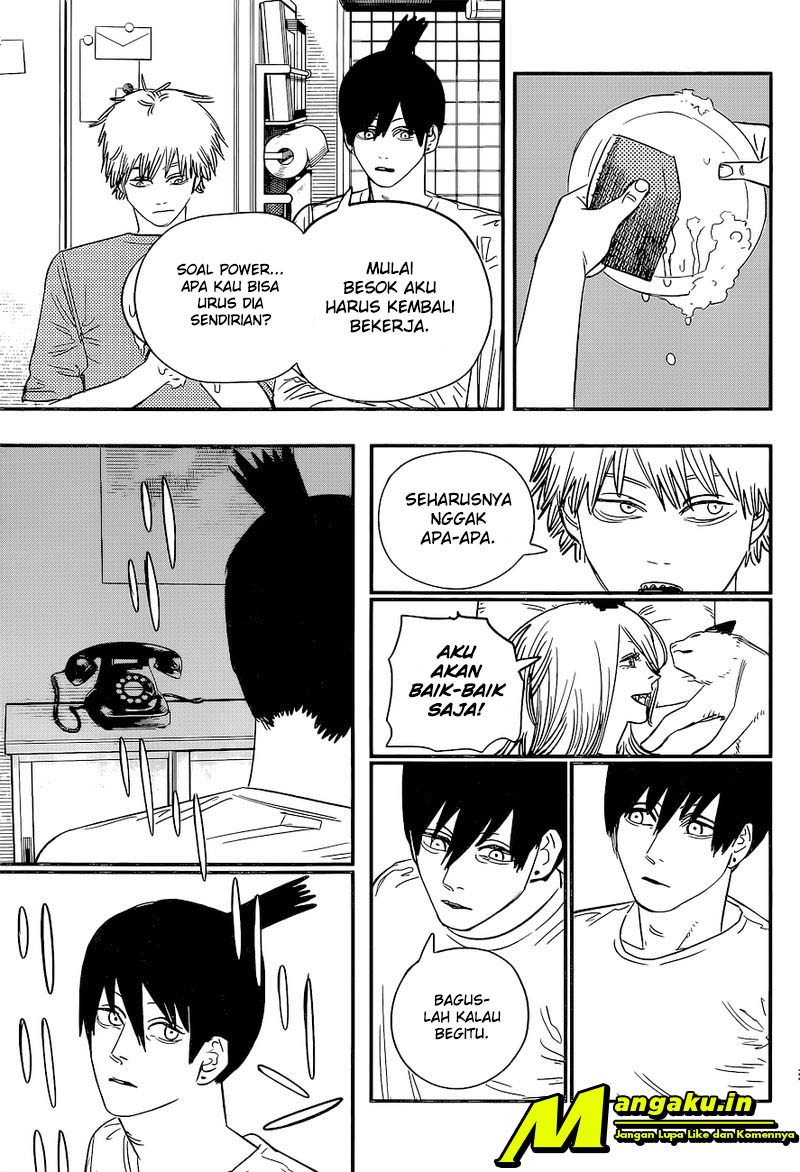 MULAI
BESOK AKU
HARUS KEMBALI
BEKERJA.
SOAL POWER...
APA KAU BISA
URUS DIA
SENDIRIAN?
SEHARUSNYA
NGGAK
APA-APA.
AKU
AKAN
BAIK-BAIK
SAJA!
BAGUS-
LAH KALAU
BEGITU.
Mangaku.in
Jangan Lupa Like dan Komennya